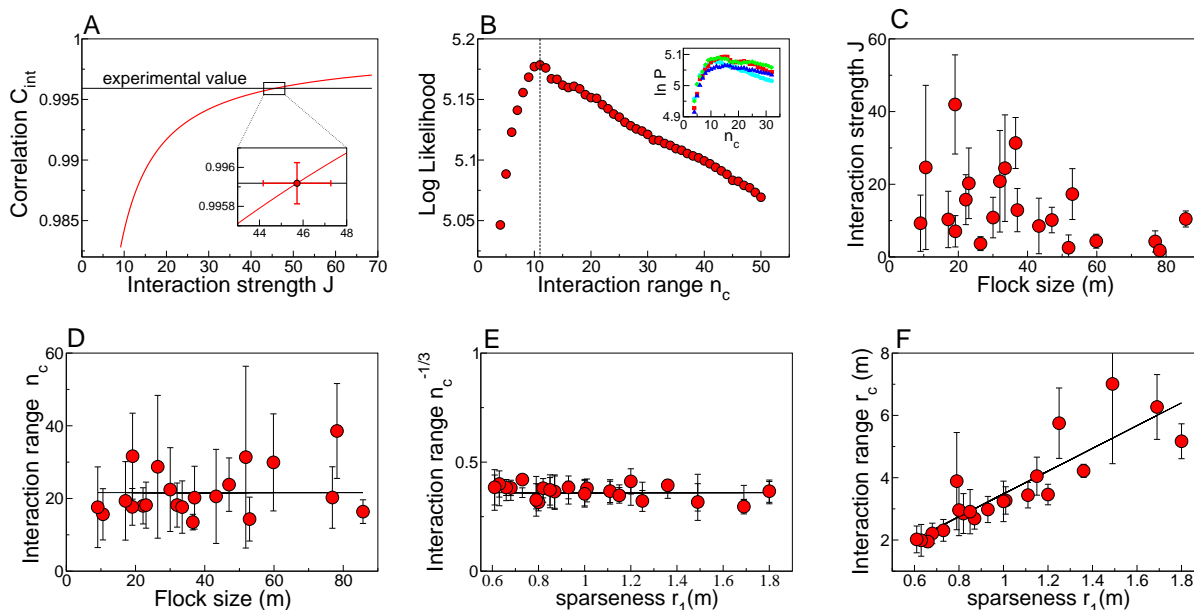 A
Correlation C_int
1
0.995
0.99
0.985
experimental value
0.996
0.9958
44 46 48
0 10 20 30 40 50 60 70
Interaction strength J
B
Log Likelihood
5.2
5.15
5.1
5.05
ln P
5.1
5
4.9
0 10 20 30
n_c
0 10 20 30 40 50
Interaction range n_c
C
Interaction strength J
60
40
20
0
0 20 40 60 80
Flock size (m)
D
Interaction range n_c
60
40
20
0
0 20 40 60 80
Flock size (m)
E
Interaction range n_c^-1/3
1
0.5
0
0.6 0.8 1 1.2 1.4 1.6 1.8
sparseness r_1(m)
F
Interaction range r_c (m)
8
6
4
2
0.6 0.8 1 1.2 1.4 1.6 1.8
sparseness r_1(m)